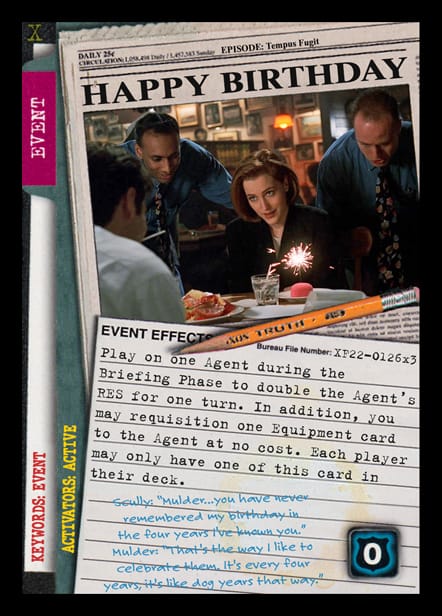 X
DAILY 25¢
CIRCULATION: 1,058,498 Daily / 1,457,383 Sunday
EPISODE: Tempus Fugit
HAPPY BIRTHDAY
EVENT
TRUTH
EVENT EFFECTS
Bureau File Number: XF22-0126x3
Play on one Agent during the
Briefing Phase to double the Agent's
RES for one turn. In addition, you
may requisition one Equipment card
to the Agent at no cost. Each player
may only have one of this card in
their deck.
Scully: "Mulder...you have never
remembered my birthday in
the four years I've known you."
Mulder: "That's the way I like to
celebrate them. It's every four
years, it's like dog years that way."
0
KEYWORDS: EVENT
ACTIVATORS: ACTIVE